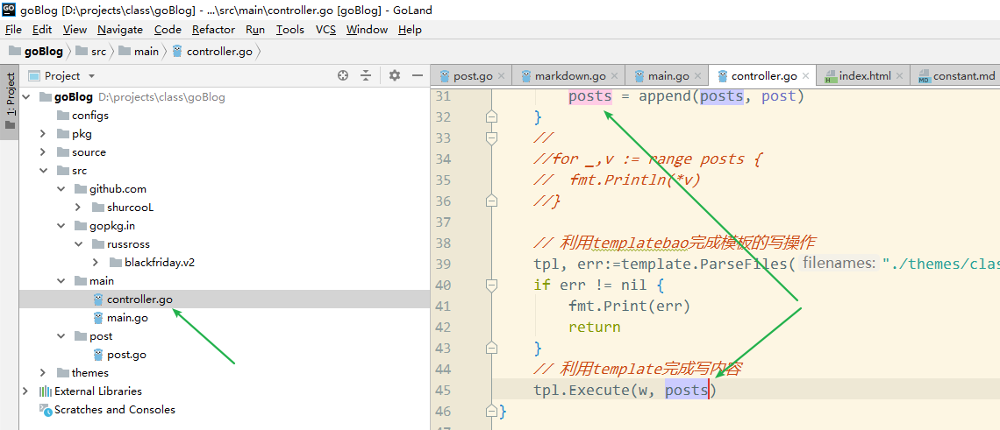 goBlog [D:\projects\class\goBlog] - ...\src\main\controller.go [goBlog] - GoLand
File Edit View Navigate Code Refactor Run Tools VCS Window Help
goBlog src main controller.go
1: Project
Project
goBlog D:\projects\class\goBlog
configs
pkg
source
src
github.com
shurcooL
gopkg.in
russross
blackfriday.v2
main
controller.go
main.go
post
post.go
themes
External Libraries
Scratches and Consoles
post.go markdown.go main.go controller.go index.html constant.md
31 posts = append(posts, post)
32 }
33 //
34 //for _,v := range posts {
35 // fmt.Println(*v)
36 //}
37
38 // 利用templatebao完成模板的写操作
39 tpl, err:=template.ParseFiles( filenames: "./themes/clas
40 if err != nil {
41 fmt.Print(err)
42 return
43 }
44 // 利用template完成写内容
45 tpl.Execute(w, posts)
46 }